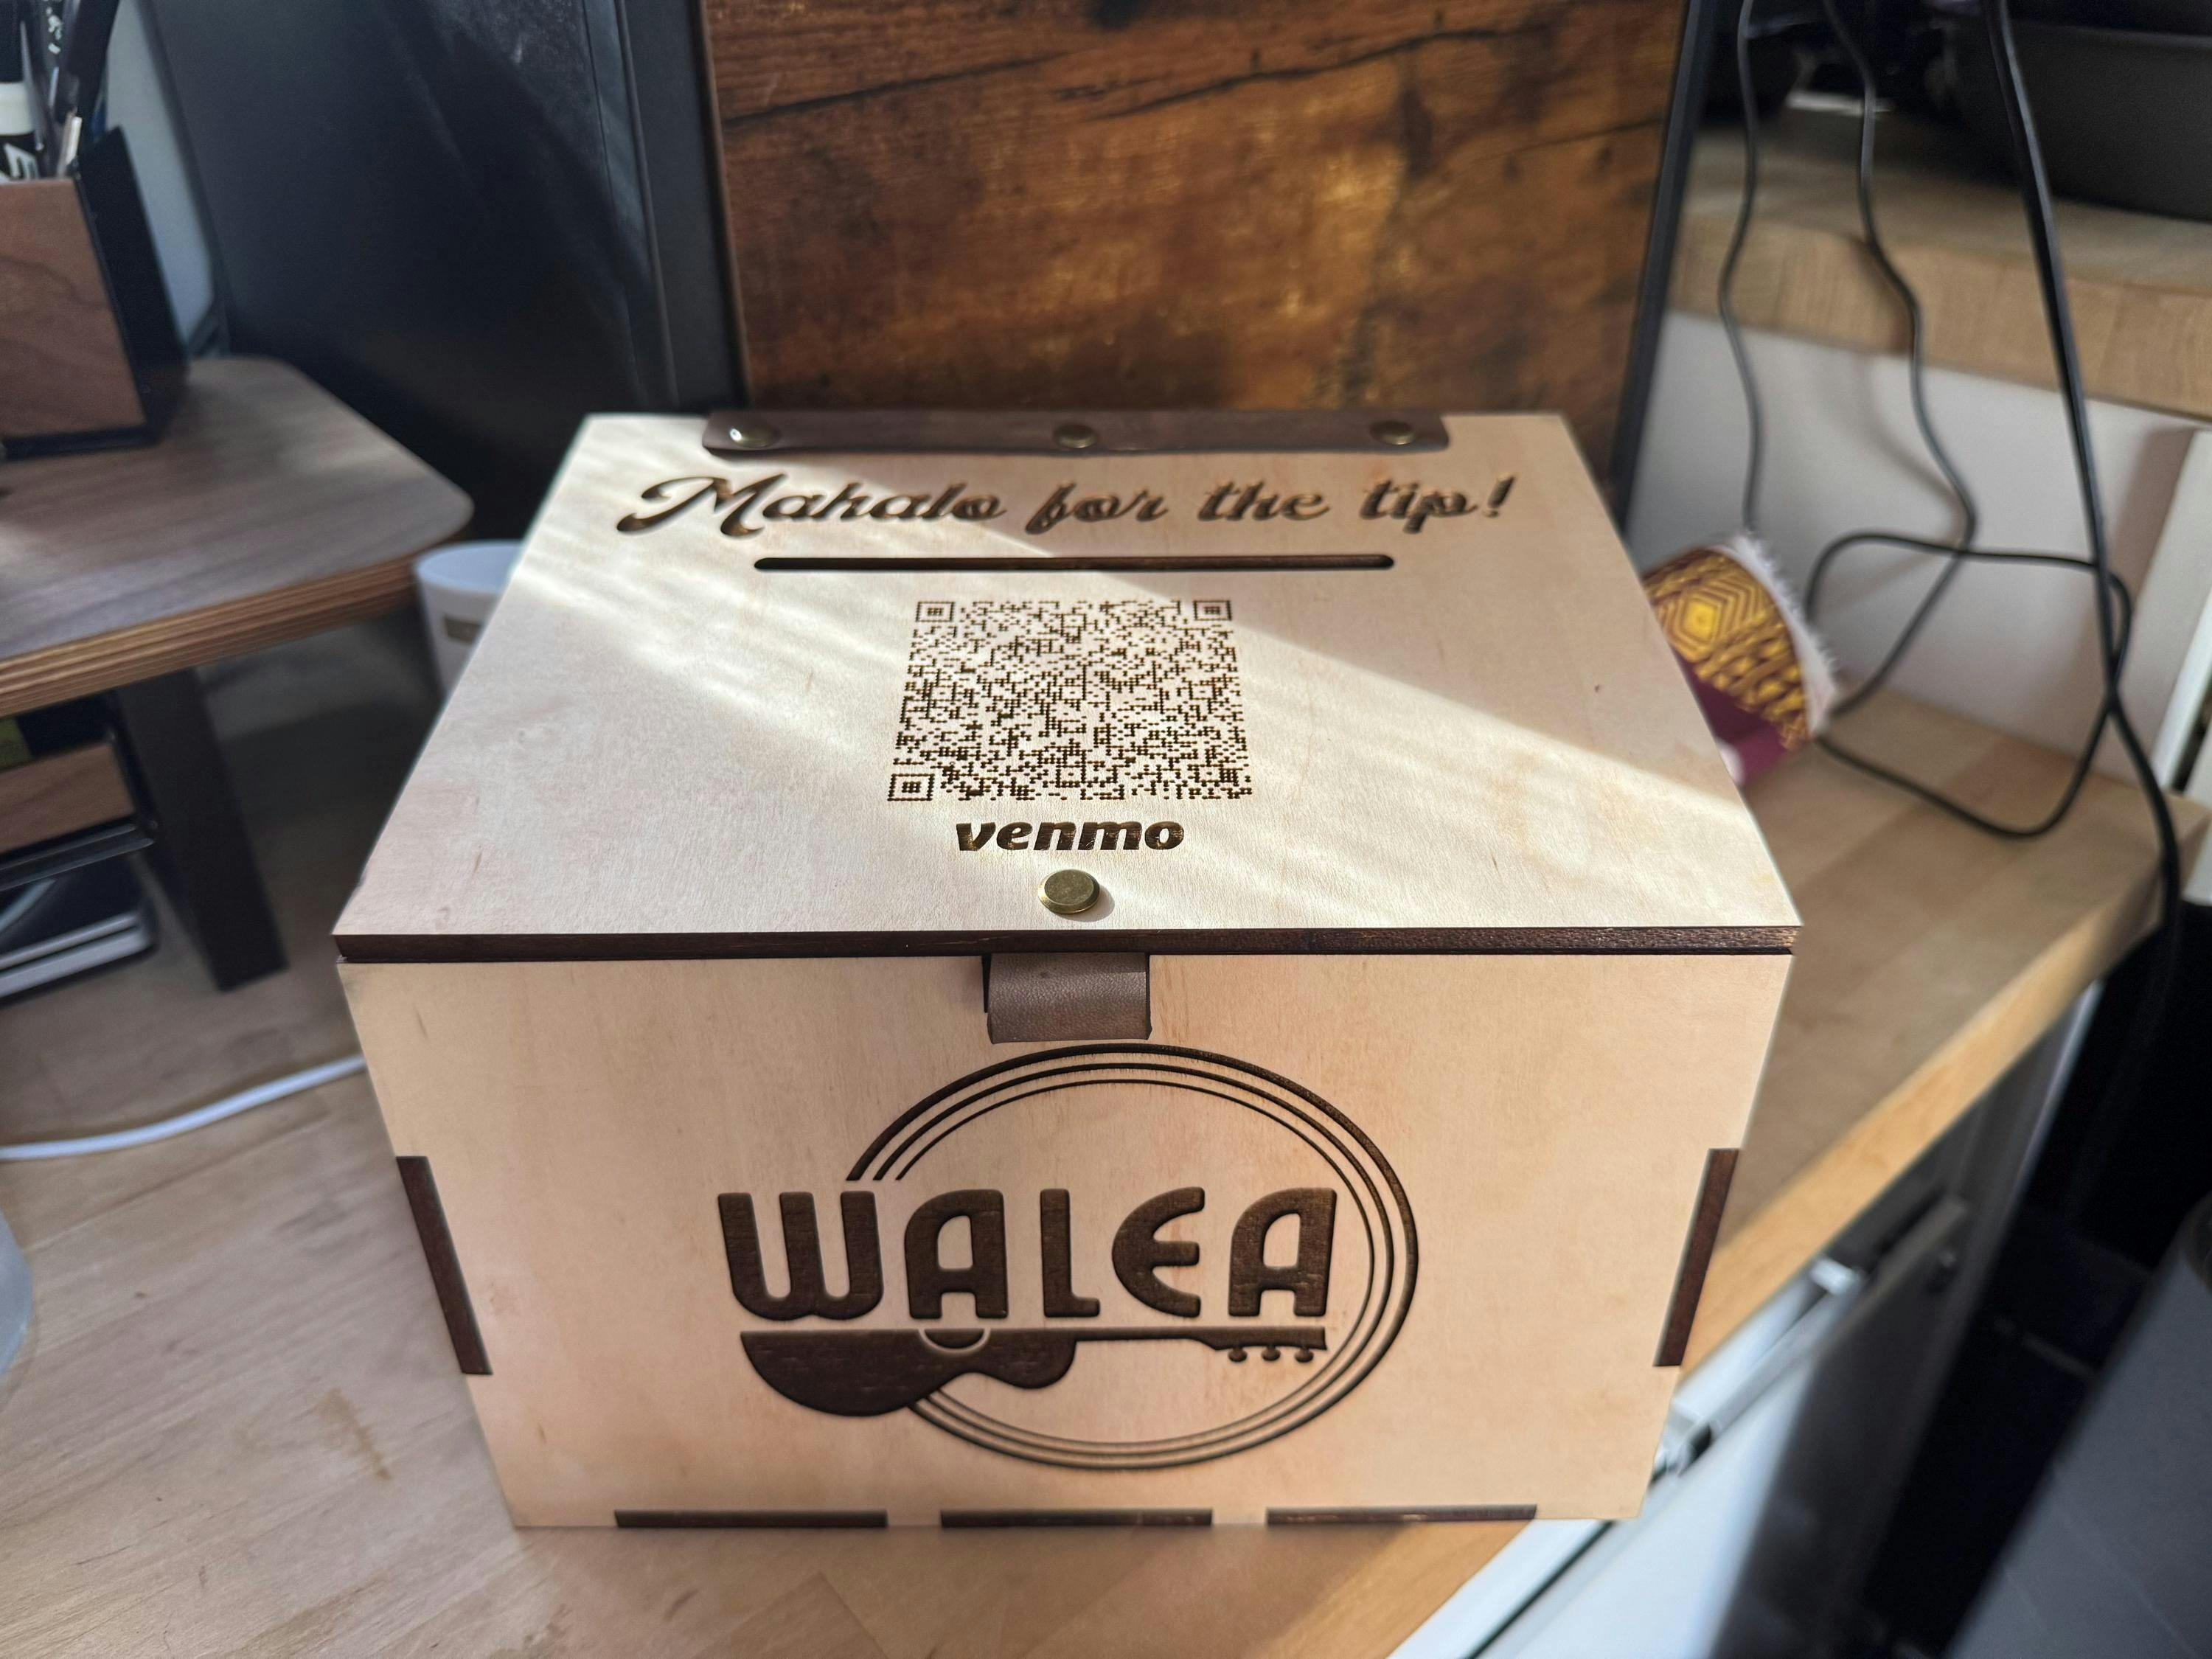 Mahalo for the tip!
venmo
WALEA